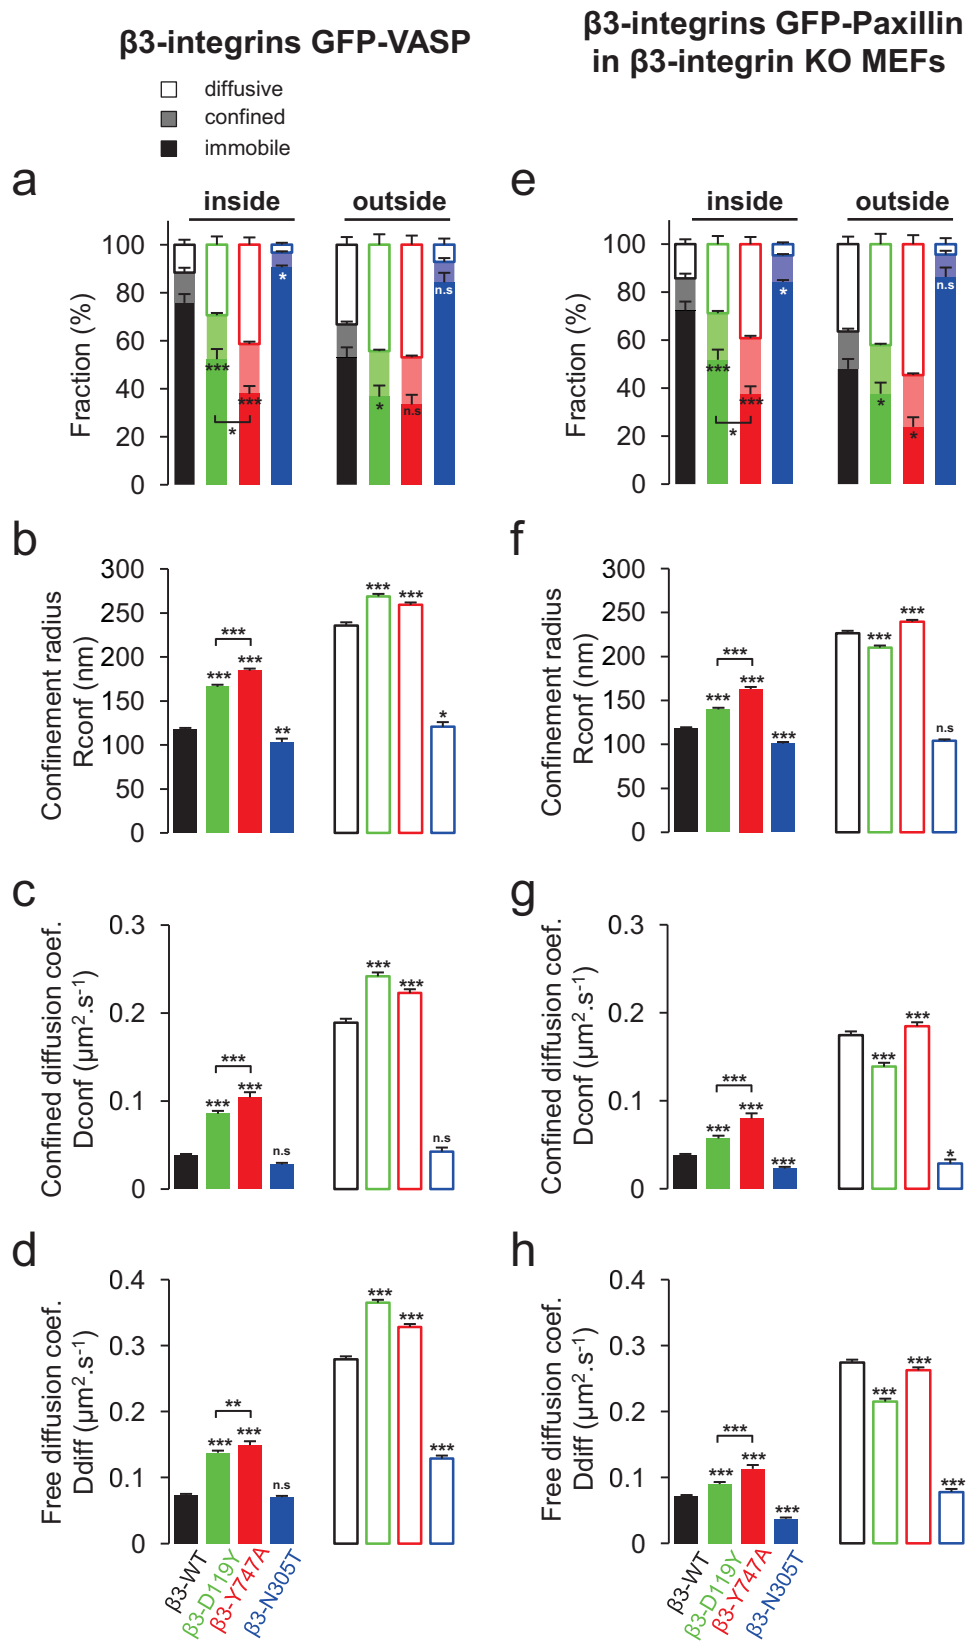 β3-integrins GFP-VASP
β3-integrins GFP-Paxillin
in β3-integrin KO MEFs
diffusive
confined
immobile
a
inside
outside
Fraction (%)
100
80
60
40
20
0
***
***
*
*
*
n.s
n.s
e
inside
outside
Fraction (%)
100
80
60
40
20
0
***
***
*
*
*
*
n.s
b
Confinement radius
Rconf (nm)
300
250
200
150
100
50
0
***
***
***
**
***
***
*
f
Confinement radius
Rconf (nm)
300
250
200
150
100
50
0
***
***
***
***
***
***
n.s
c
Confined diffusion coef.
Dconf (µm².s⁻¹)
0.3
0.2
0.1
0
***
***
***
n.s
***
***
n.s
g
Confined diffusion coef.
Dconf (µm².s⁻¹)
0.3
0.2
0.1
0
***
***
***
***
***
***
*
d
Free diffusion coef.
Ddiff (µm².s⁻¹)
0.4
0.3
0.2
0.1
0
**
***
***
n.s
***
***
***
β3-WT
β3-D119Y
β3-Y747A
β3-N305T
h
Free diffusion coef.
Ddiff (µm².s⁻¹)
0.4
0.3
0.2
0.1
0
***
***
***
***
***
***
***
β3-WT
β3-D119Y
β3-Y747A
β3-N305T